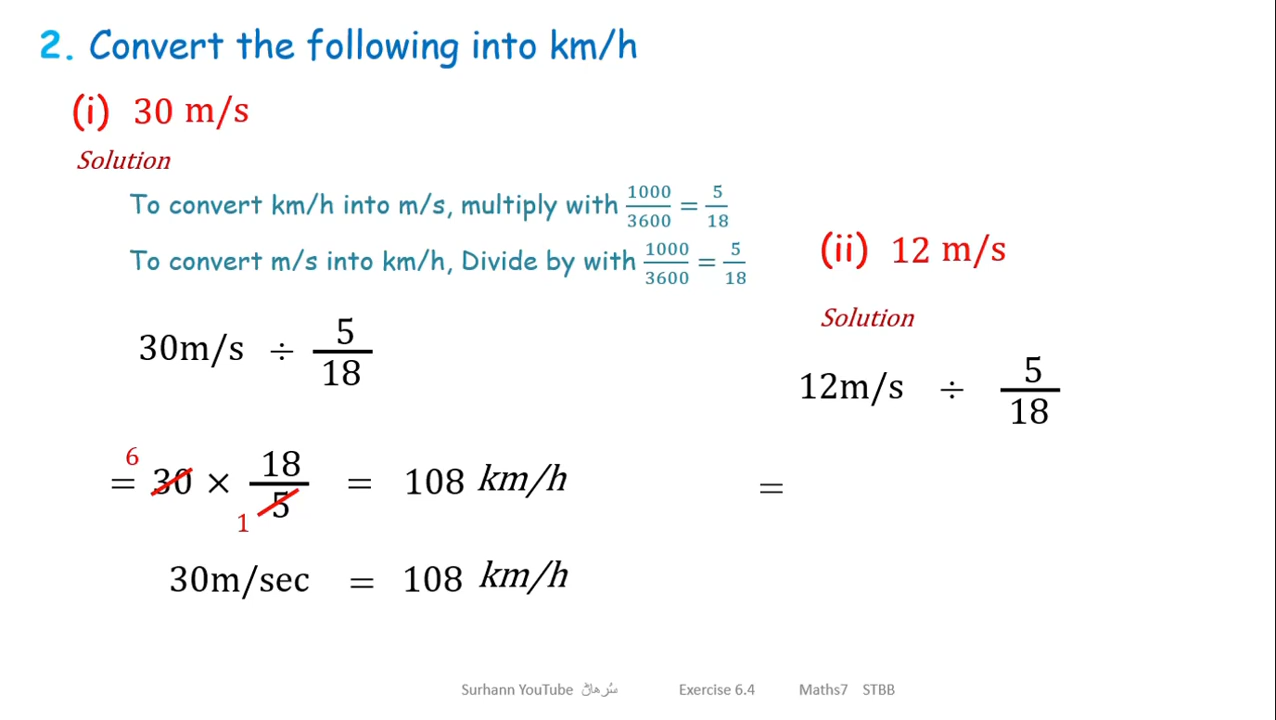 2. Convert the following into km/h
(i) 30 m/s
Solution
To convert km/h into m/s, multiply with 1000/3600 = 5/18
To convert m/s into km/h, Divide by with 1000/3600 = 5/18
30m/s ÷ 5/18
6
= 30 × 18/5 = 108 km/h
1
30m/sec = 108 km/h
(ii) 12 m/s
Solution
12m/s ÷ 5/18
=
Surhann YouTube سُرهاڻ Exercise 6.4 Maths7 STBB